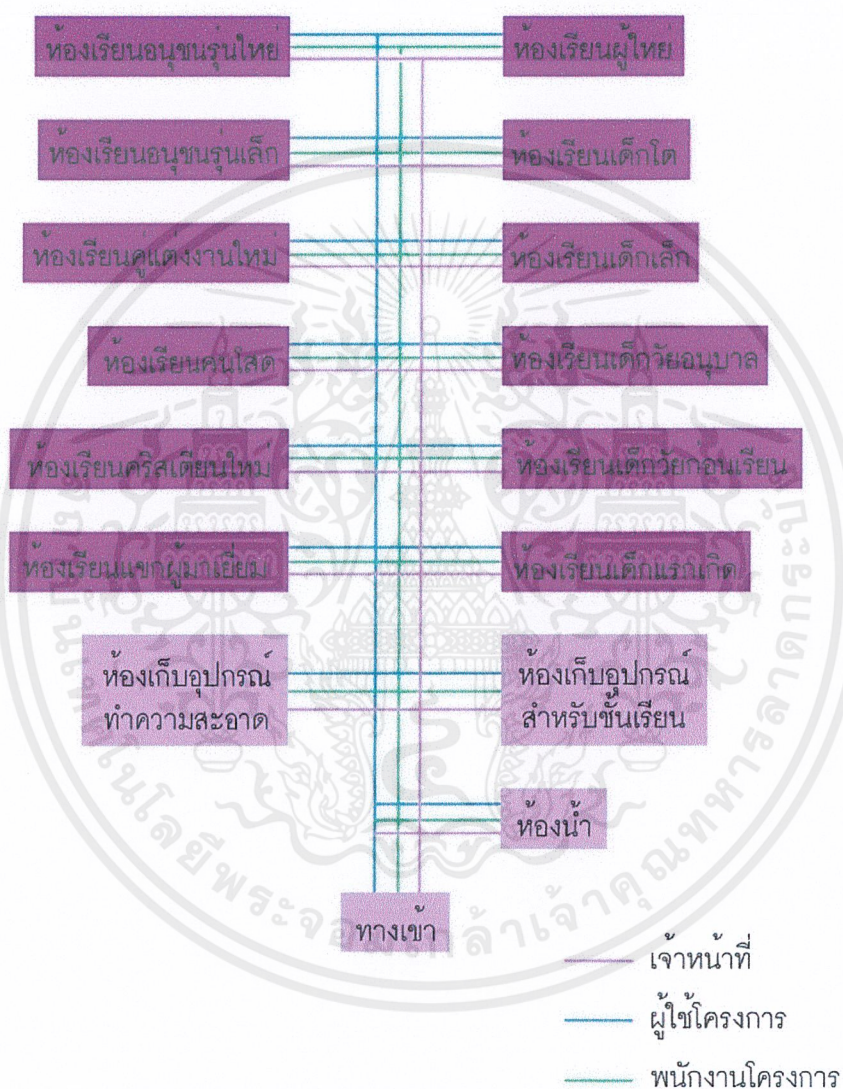 ห้องเรียนอนุชนรุ่นใหญ่
ห้องเรียนผู้ใหญ่
ห้องเรียนอนุชนรุ่นเล็ก
ห้องเรียนเด็กโต
ห้องเรียนคู่แต่งงานใหม่
ห้องเรียนเด็กเล็ก
ห้องเรียนคนโสด
ห้องเรียนเด็กวัยอนุบาล
ห้องเรียนคริสเตียนใหม่
ห้องเรียนเด็กวัยก่อนเรียน
ห้องเรียนแขกผู้มาเยี่ยม
ห้องเรียนเด็กแรกเกิด
ห้องเก็บอุปกรณ์
ทำความสะอาด
ห้องเก็บอุปกรณ์
สำหรับชั้นเรียน
ห้องน้ำ
ทางเข้า
เจ้าหน้าที่
ผู้ใช้โครงการ
พนักงานโครงการ